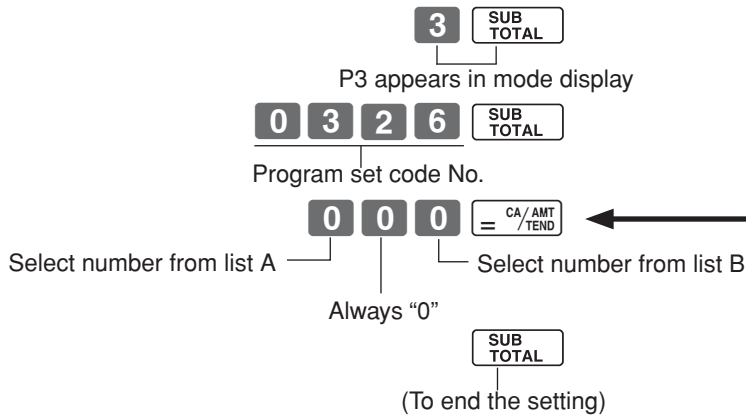 3 SUB TOTAL
P3 appears in mode display
0 3 2 6 SUB TOTAL
Program set code No.
0 0 0 = CA/AMT/TEND
Select number from list A
Select number from list B
Always “0”
SUB TOTAL
(To end the setting)